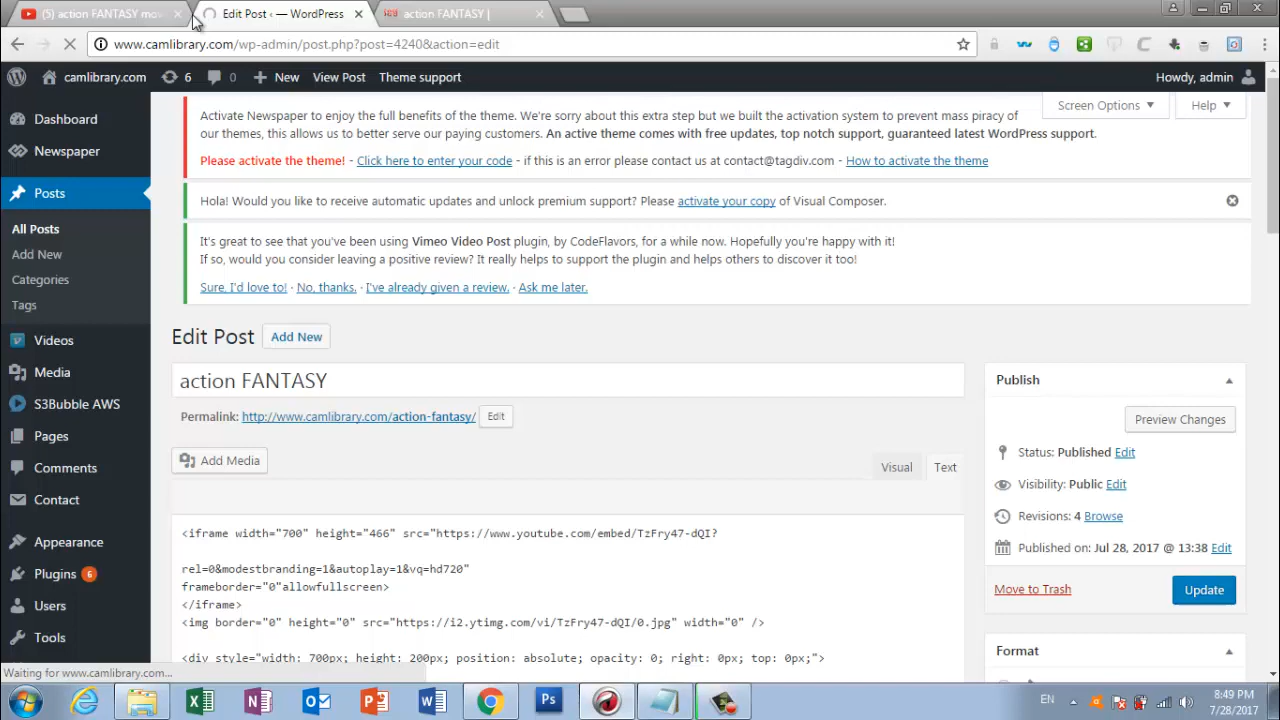 (5) action FANTASY mov
Edit Post ‹ — WordPress
action FANTASY |
www.camlibrary.com/wp-admin/post.php?post=4240&action=edit
camlibrary.com 6 0 New View Post Theme support Howdy, admin
Screen Options Help
Dashboard
Newspaper
Posts
All Posts
Add New
Categories
Tags
Videos
Media
S3Bubble AWS
Pages
Comments
Contact
Appearance
Plugins 6
Users
Tools
Activate Newspaper to enjoy the full benefits of the theme. We're sorry about this extra step but we built the activation system to prevent mass piracy of
our themes, this allows us to better serve our paying customers. An active theme comes with free updates, top notch support, guaranteed latest WordPress support.
Please activate the theme! - Click here to enter your code - if this is an error please contact us at contact@tagdiv.com - How to activate the theme
Hola! Would you like to receive automatic updates and unlock premium support? Please activate your copy of Visual Composer.
It's great to see that you've been using Vimeo Video Post plugin, by CodeFlavors, for a while now. Hopefully you're happy with it!
If so, would you consider leaving a positive review? It really helps to support the plugin and helps others to discover it too!
Sure, I'd love to! · No, thanks. · I've already given a review. · Ask me later.
Edit Post Add New
action FANTASY
Permalink: http://www.camlibrary.com/action-fantasy/ Edit
Add Media
Visual Text
<iframe width="700" height="466" src="https://www.youtube.com/embed/TzFry47-dQI?
rel=0&modestbranding=1&autoplay=1&vq=hd720"
frameborder="0"allowfullscreen>
</iframe>
<img border="0" height="0" src="https://i2.ytimg.com/vi/TzFry47-dQI/0.jpg" width="0" />
<div style="width: 700px; height: 200px; position: absolute; opacity: 0; right: 0px; top: 0px;">
Publish
Preview Changes
Status: Published Edit
Visibility: Public Edit
Revisions: 4 Browse
Published on: Jul 28, 2017 @ 13:38 Edit
Move to Trash
Update
Format
Waiting for www.camlibrary.com...
EN
8:49 PM
7/28/2017